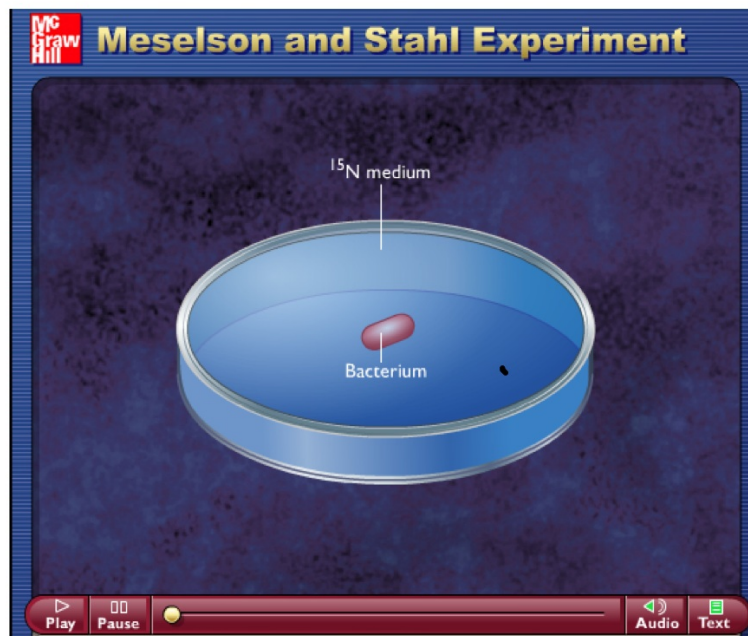 Mc
Graw
Hill
Meselson and Stahl Experiment
¹⁵N medium
Bacterium
Play
Pause
Audio
Text